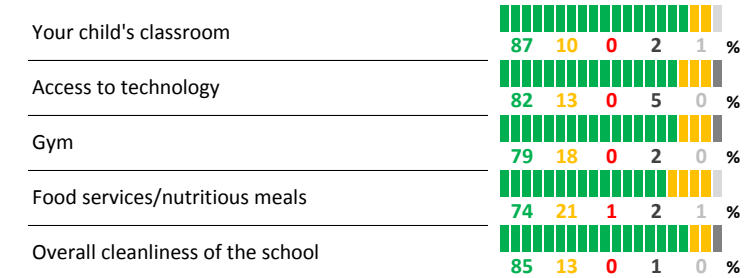 Your child's classroom
87 10 0 2 1 %
Access to technology
82 13 0 5 0 %
Gym
79 18 0 2 0 %
Food services/nutritious meals
74 21 1 2 1 %
Overall cleanliness of the school
85 13 0 1 0 %